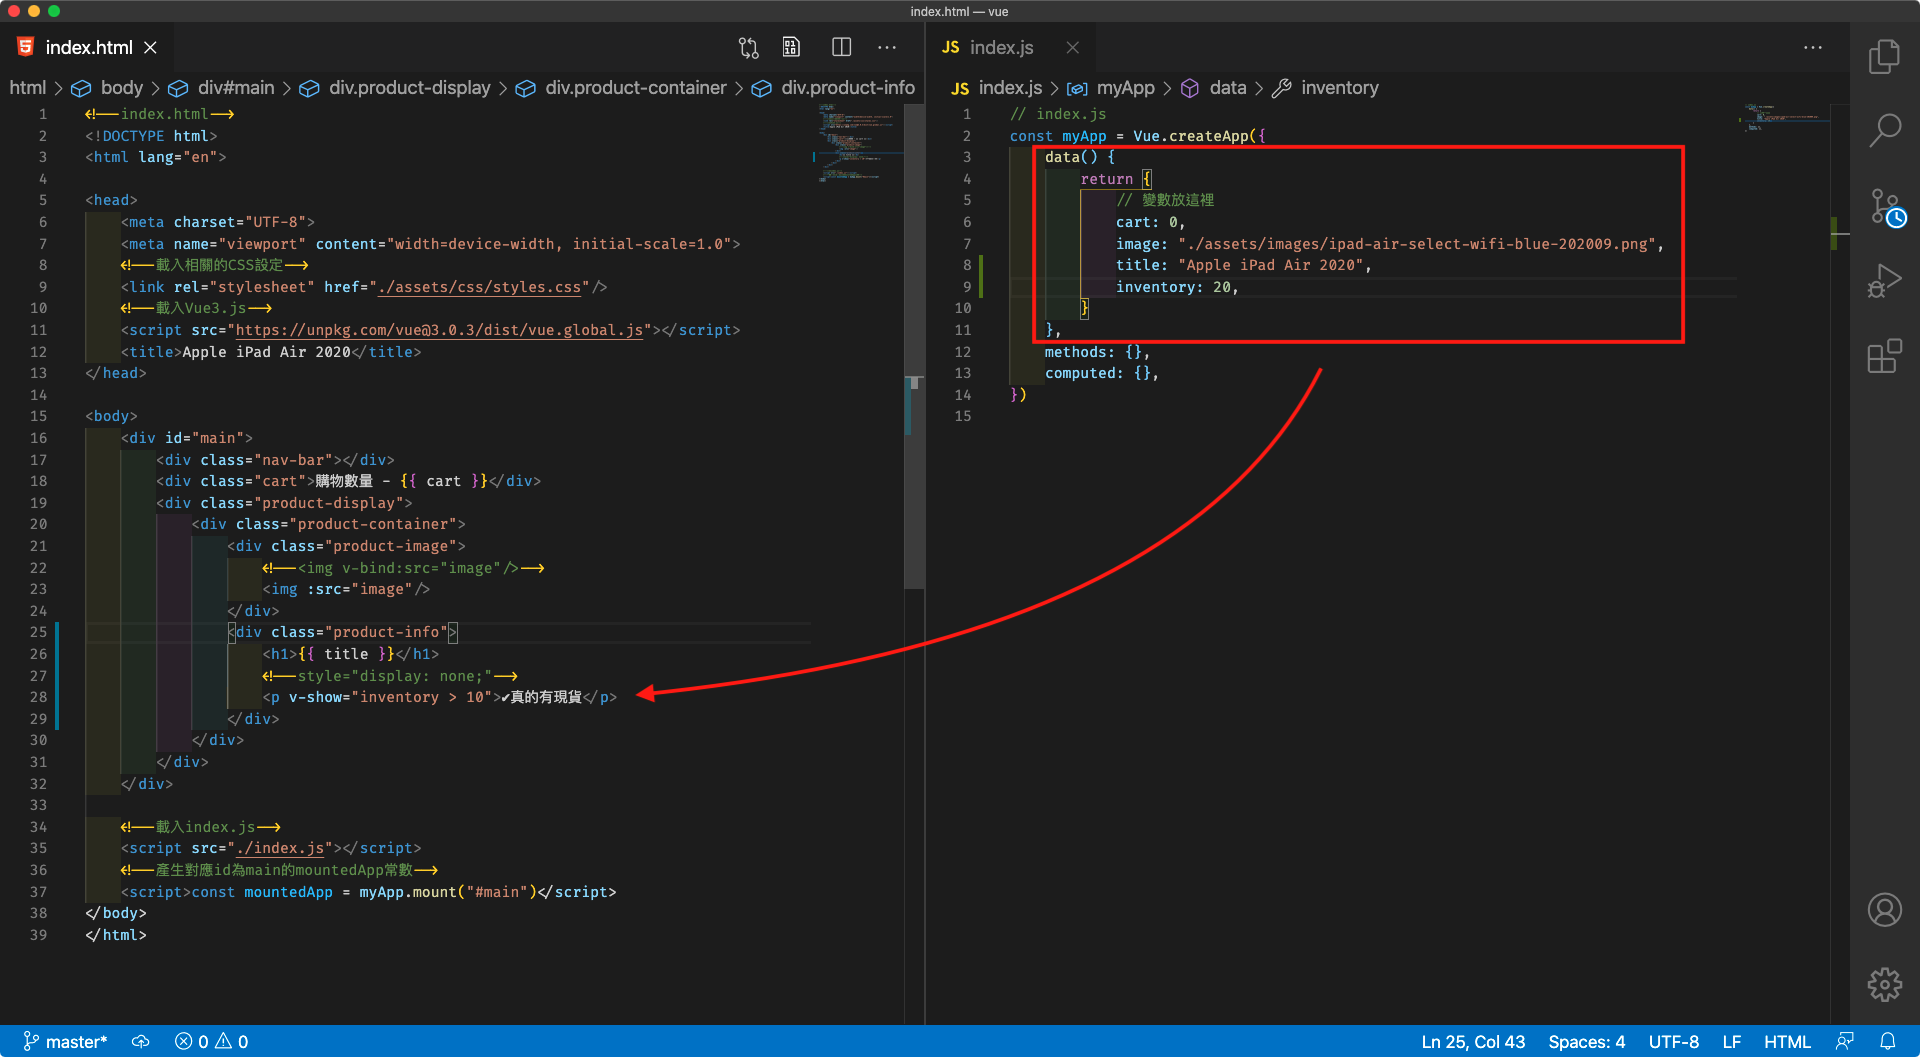 index.html — vue
index.html
JS index.js
html > body > div#main > div.product-display > div.product-container > div.product-info
JS index.js > myApp > data > inventory
1 <!-- index.html -->
2 <!DOCTYPE html>
3 <html lang="en">
4
5 <head>
6 <meta charset="UTF-8">
7 <meta name="viewport" content="width=device-width, initial-scale=1.0">
8 <!-- 載入相關的CSS設定 -->
9 <link rel="stylesheet" href="./assets/css/styles.css"/>
10 <!-- 載入Vue3.js -->
11 <script src="https://unpkg.com/vue@3.0.3/dist/vue.global.js"></script>
12 <title>Apple iPad Air 2020</title>
13 </head>
14
15 <body>
16 <div id="main">
17 <div class="nav-bar"></div>
18 <div class="cart">購物數量 - {{ cart }}</div>
19 <div class="product-display">
20 <div class="product-container">
21 <div class="product-image">
22 <!-- <img v-bind:src="image"/> -->
23 <img :src="image"/>
24 </div>
25 <div class="product-info">
26 <h1>{{ title }}</h1>
27 <!-- style="display: none;" -->
28 <p v-show="inventory > 10">✔真的有現貨</p>
29 </div>
30 </div>
31 </div>
32 </div>
33
34 <!-- 載入index.js -->
35 <script src="./index.js"></script>
36 <!-- 產生對應id為main的mountedApp常數 -->
37 <script>const mountedApp = myApp.mount("#main")</script>
38 </body>
39 </html>
1 // index.js
2 const myApp = Vue.createApp({
3 data() {
4 return {
5 // 變數放這裡
6 cart: 0,
7 image: "./assets/images/ipad-air-select-wifi-blue-202009.png",
8 title: "Apple iPad Air 2020",
9 inventory: 20,
10 }
11 },
12 methods: {},
13 computed: {},
14 })
15
master* 0 0 Ln 25, Col 43 Spaces: 4 UTF-8 LF HTML